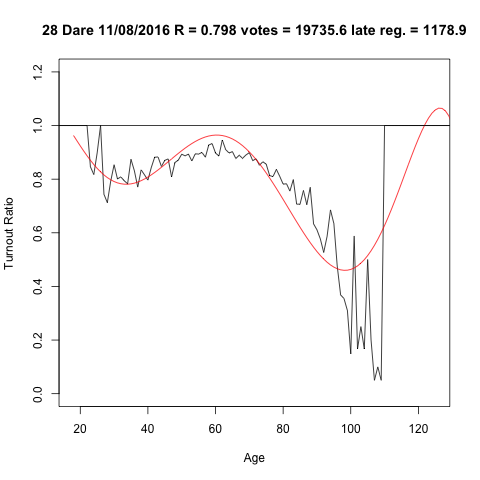 28 Dare 11/08/2016 R = 0.798 votes = 19735.6 late reg. = 1178.9
Turnout Ratio
1.2
1.0
0.8
0.6
0.4
0.2
0.0
20 40 60 80 100 120
Age